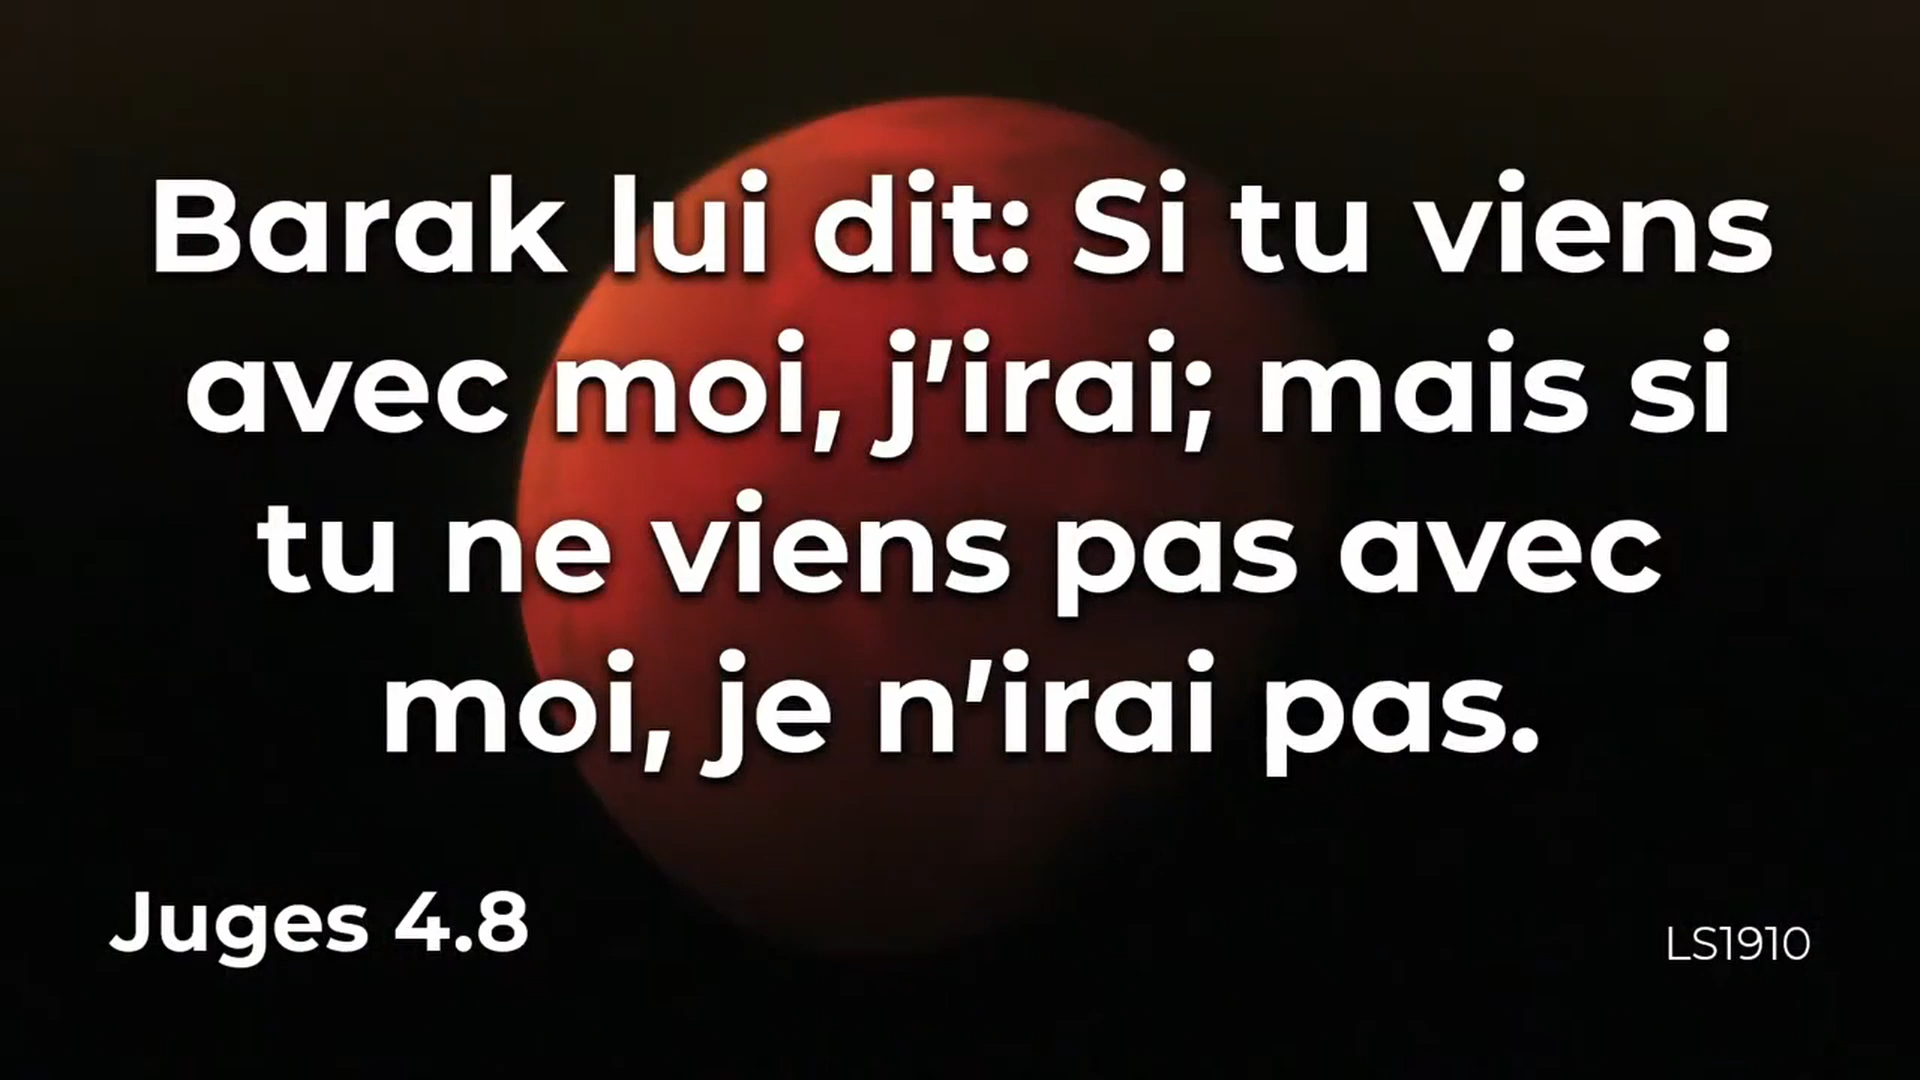 Barak lui dit: Si tu viens
avec moi, j’irai; mais si
tu ne viens pas avec
moi, je n’irai pas.
Juges 4.8
LS1910